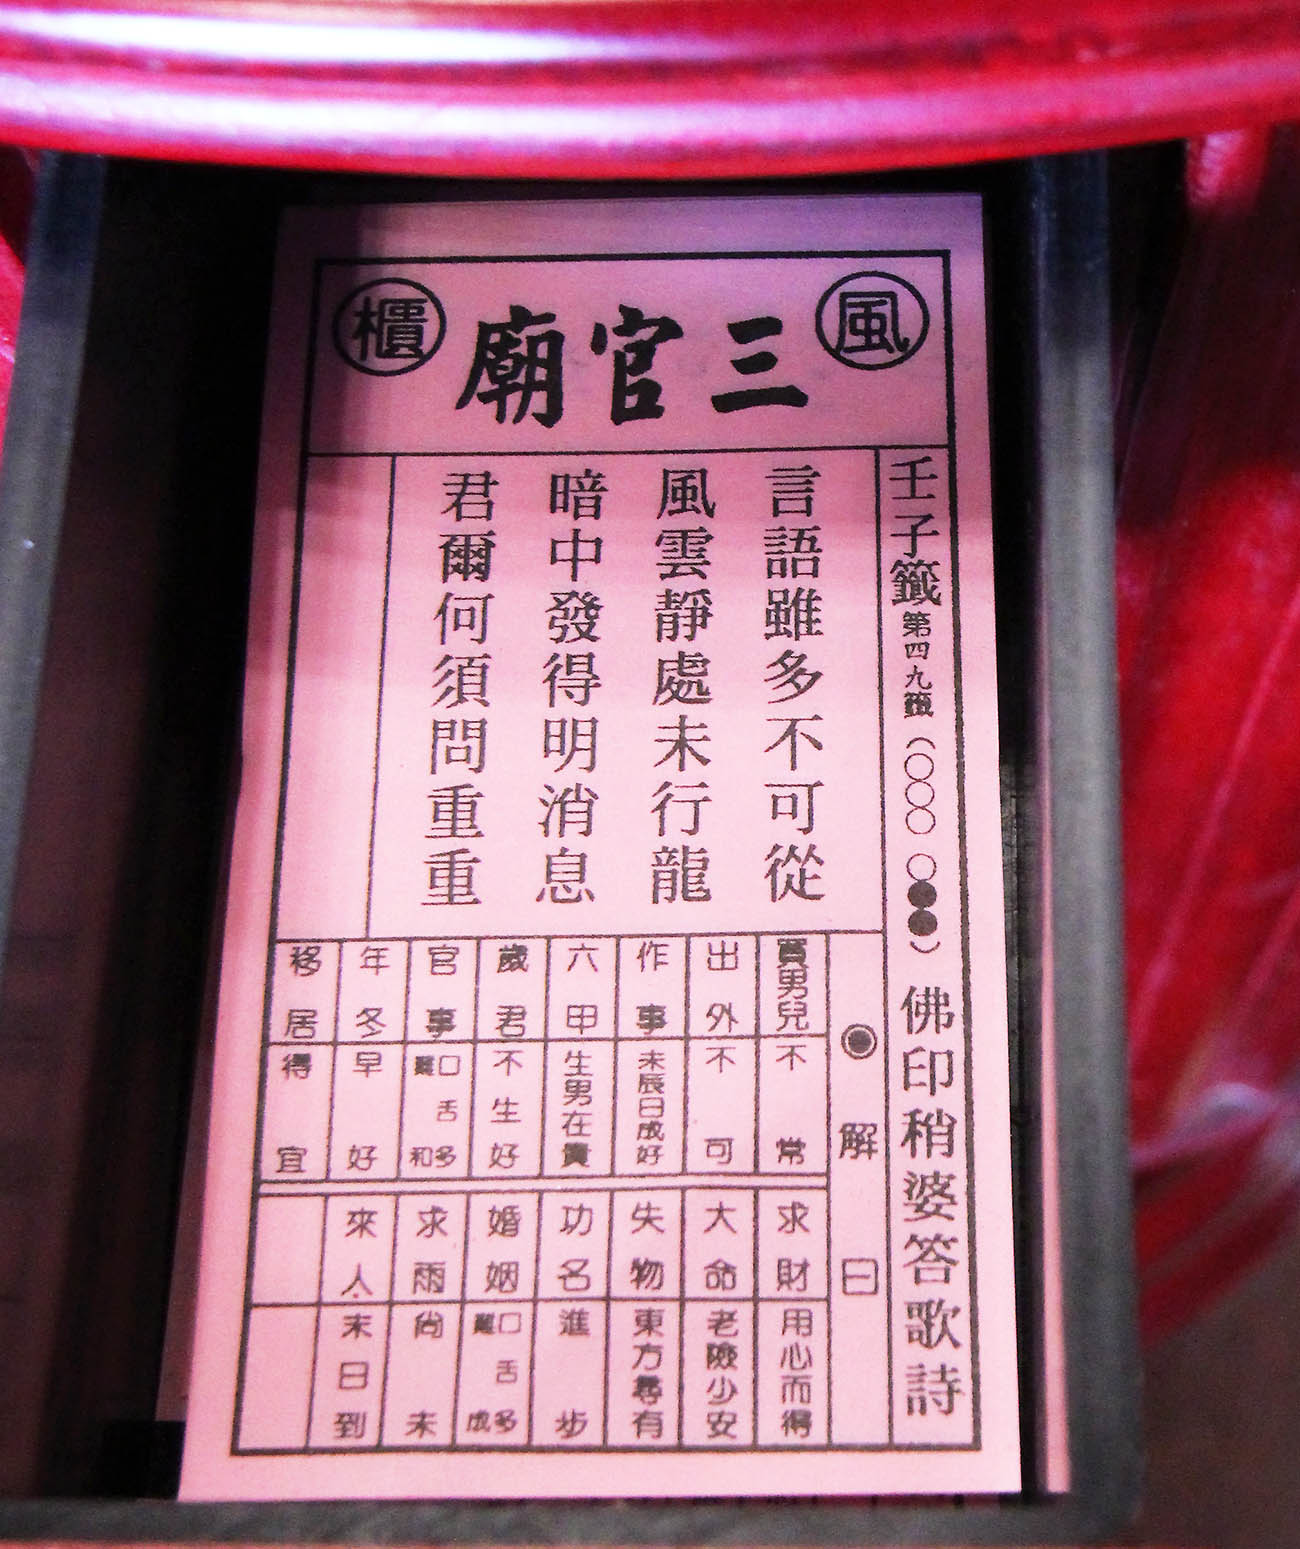 風櫃
三官廟
壬子籤 第四九籤 (○○○ ○●●) 佛印稍婆答歌詩
言語雖多不可從
風雲靜處未行龍
暗中發得明消息
君爾何須問重重
◉解曰
買男兒 不常
出外 不可
作事 未辰日成好
六甲 生男在貴
歲君 不生好
官事 口舌多難和
年冬 早好
移居 得宜
求財 用心而得
大命 老險少安
失物 東方尋有
功名 進步
婚姻 口舌多難成
求雨 尚未
來人 末日到